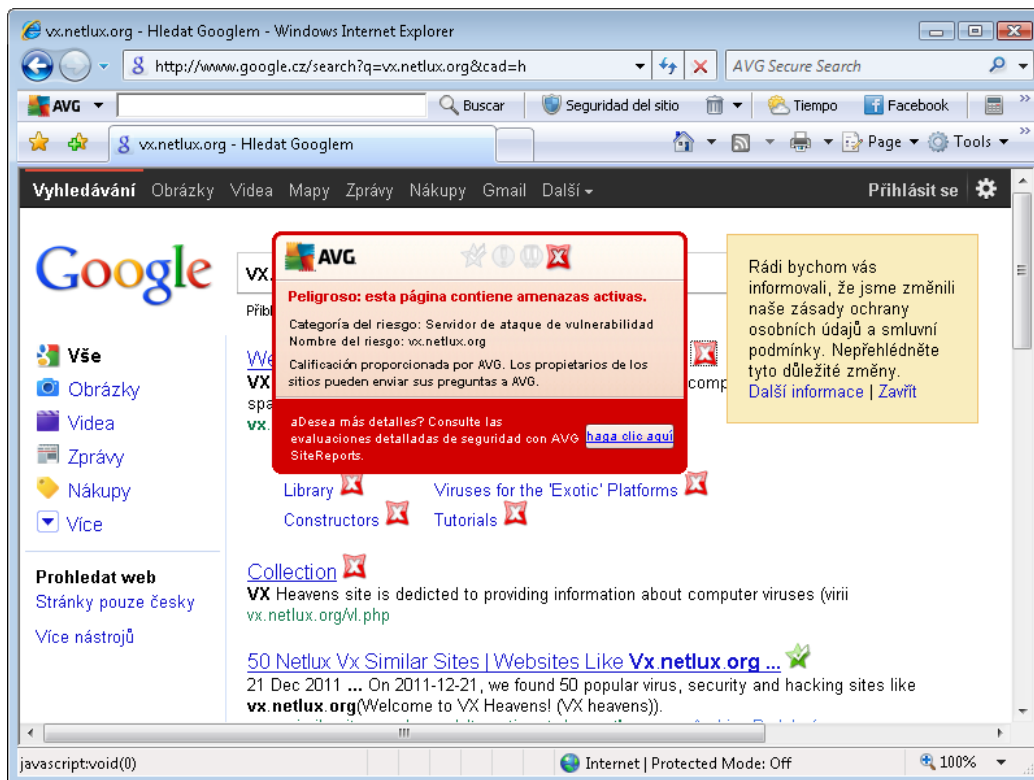 vx.netlux.org - Hledat Googlem - Windows Internet Explorer
http://www.google.cz/search?q=vx.netlux.org&cad=h
AVG Secure Search
AVG Buscar Seguridad del sitio Tiempo Facebook
vx.netlux.org - Hledat Googlem
Page Tools
Vyhledávání Obrázky Videa Mapy Zprávy Nákupy Gmail Další Přihlásit se
Google
vx.
Přibl
AVG
Peligroso: esta página contiene amenazas activas.
Categoría del riesgo: Servidor de ataque de vulnerabilidad
Nombre del riesgo: vx.netlux.org
Calificación proporcionada por AVG. Los propietarios de los
sitios pueden enviar sus preguntas a AVG.
aDesea más detalles? Consulte las
evaluaciones detalladas de seguridad con AVG haga clic aquí
SiteReports.
Rádi bychom vás
informovali, že jsme změnili
naše zásady ochrany
osobních údajů a smluvní
podmínky. Nepřehlédněte
tyto důležité změny.
Další informace | Zavřít
Vše
Obrázky
Videa
Zprávy
Nákupy
Více
Prohledat web
Stránky pouze česky
Více nástrojů
We
VX comp
spa
vx.
Library Viruses for the 'Exotic' Platforms
Constructors Tutorials
Collection
VX Heavens site is dedicted to providing information about computer viruses (virii
vx.netlux.org/vl.php
50 Netlux Vx Similar Sites | Websites Like Vx.netlux.org ...
21 Dec 2011 ... On 2011-12-21, we found 50 popular virus, security and hacking sites like
vx.netlux.org(Welcome to VX Heavens! (VX heavens)).
javascript:void(0) Internet | Protected Mode: Off 100%